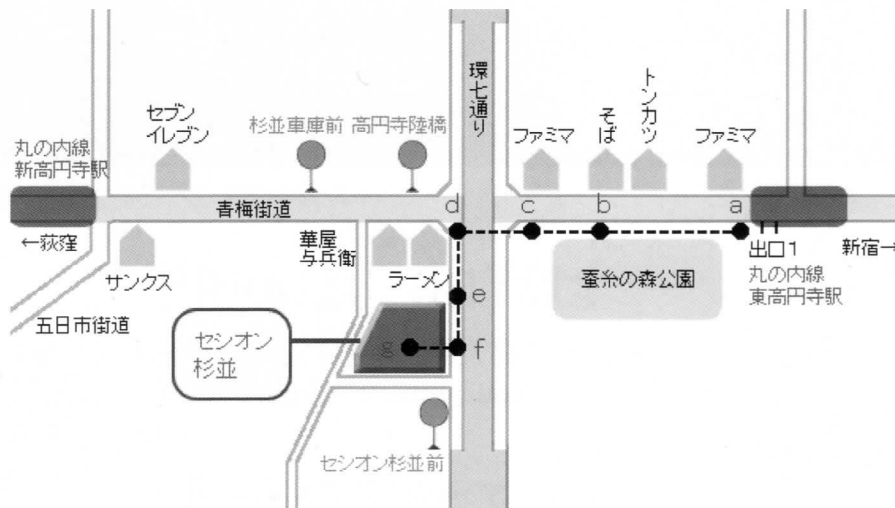 環七通り
トンカツ
そば
セブン
イレブン
杉並車庫前
高円寺陸橋
ファミマ
ファミマ
丸の内線
新高円寺駅
青梅街道
d
c
b
a
←荻窪
サンクス
華屋
与兵衛
ラーメン
蚕糸の森公園
出口1
新宿→
丸の内線
東高円寺駅
e
五日市街道
セシオン
杉並
g
f
セシオン杉並前